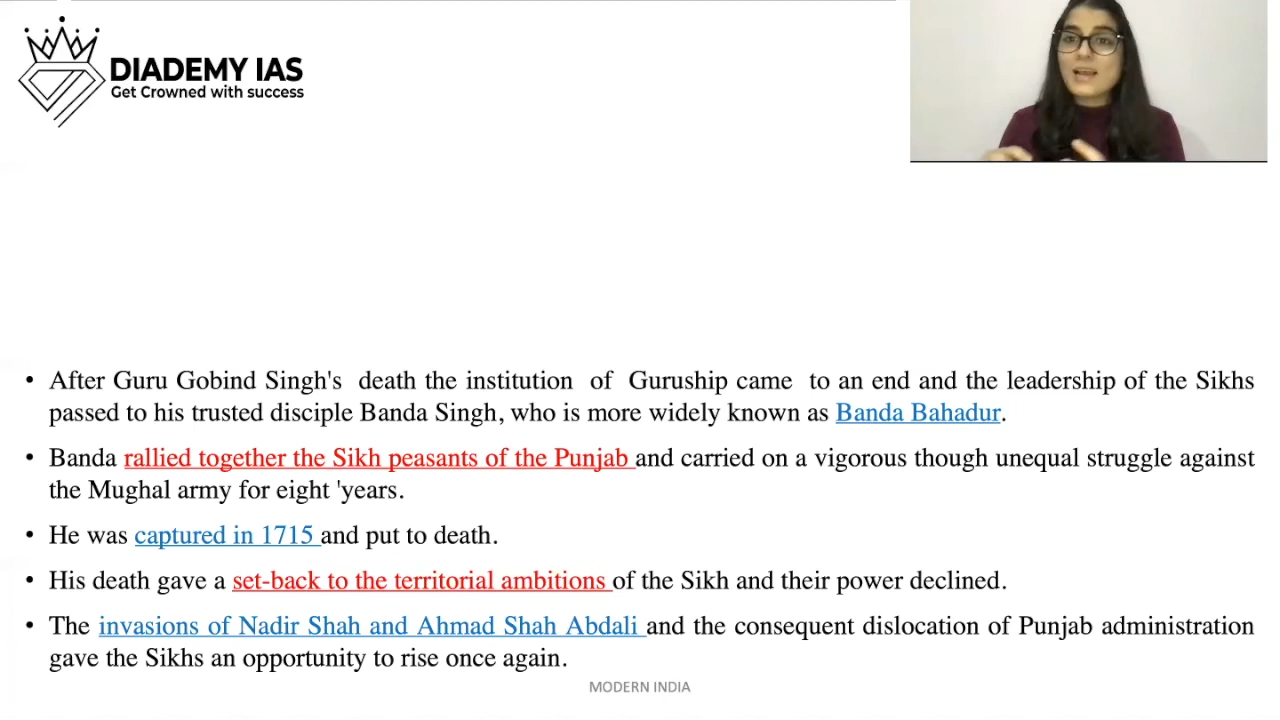 DIADEMY IAS
Get Crowned with success
• After Guru Gobind Singh's death the institution of Guruship came to an end and the leadership of the Sikhs
passed to his trusted disciple Banda Singh, who is more widely known as Banda Bahadur.
• Banda rallied together the Sikh peasants of the Punjab and carried on a vigorous though unequal struggle against
the Mughal army for eight 'years.
• He was captured in 1715 and put to death.
• His death gave a set-back to the territorial ambitions of the Sikh and their power declined.
• The invasions of Nadir Shah and Ahmad Shah Abdali and the consequent dislocation of Punjab administration
gave the Sikhs an opportunity to rise once again.
MODERN INDIA